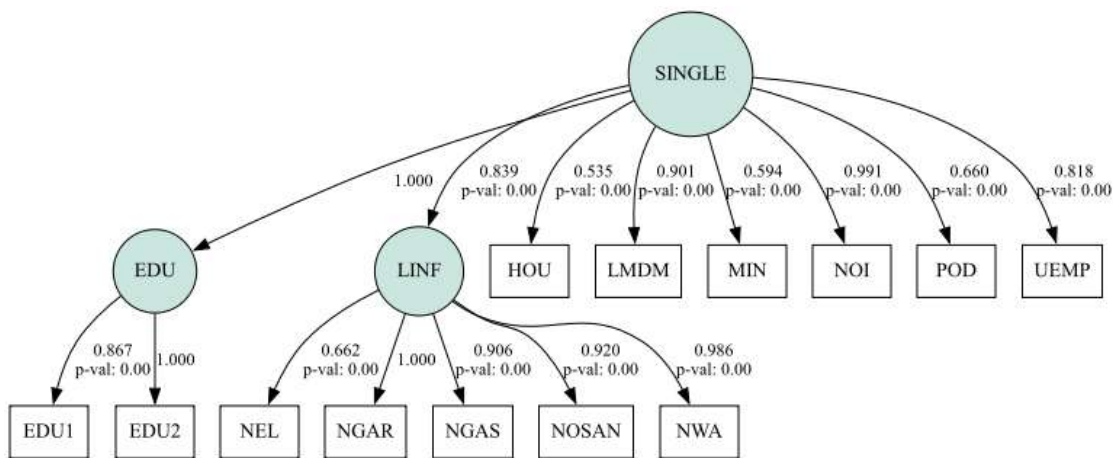 SINGLE
1.000
0.839
p-val: 0.00
0.535
p-val: 0.00
0.901
p-val: 0.00
0.594
p-val: 0.00
0.991
p-val: 0.00
0.660
p-val: 0.00
0.818
p-val: 0.00
EDU
LINF
HOU
LMDM
MIN
NOI
POD
UEMP
0.867
p-val: 0.00
1.000
0.662
p-val: 0.00
1.000
0.906
p-val: 0.00
0.920
p-val: 0.00
0.986
p-val: 0.00
EDU1
EDU2
NEL
NGAR
NGAS
NOSAN
NWA